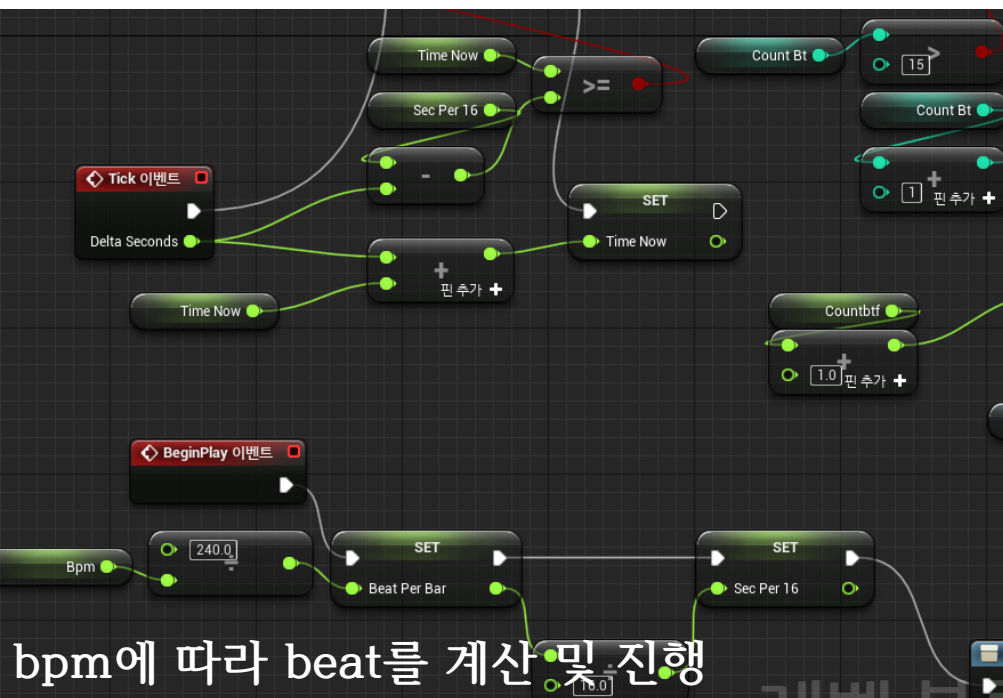 Time Now
Count Bt
>
15
>=
Sec Per 16
Count Bt
-
Tick 이벤트
SET
+
1
핀 추가 +
Delta Seconds
Time Now
+
핀 추가 +
Time Now
Countbtf
+
1.0
핀 추가 +
BeginPlay 이벤트
240.0
÷
SET
SET
Bpm
Beat Per Bar
Sec Per 16
bpm에 따라 beat를 계산 및 진행
÷
16.0